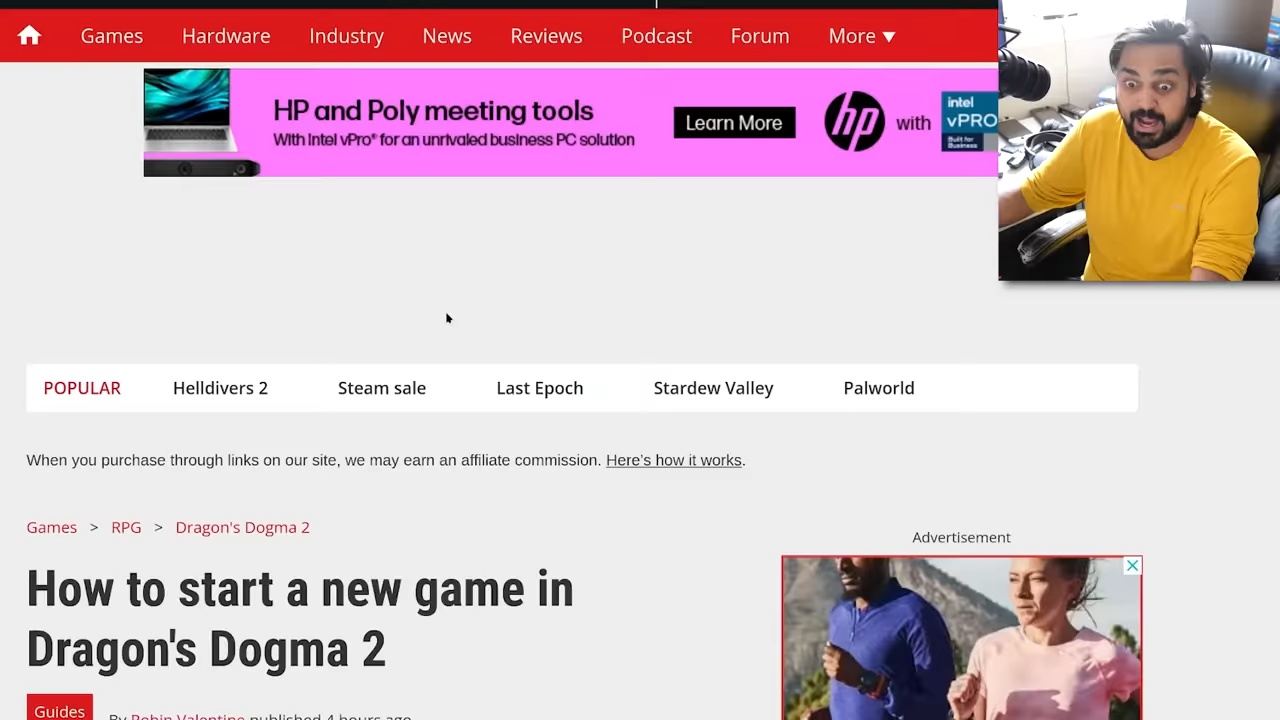 Games Hardware Industry News Reviews Podcast Forum More
HP and Poly meeting tools
With Intel vPro® for an unrivaled business PC solution
Learn More
hp with
intel
vPRO
Built for
Business
POPULAR Helldivers 2 Steam sale Last Epoch Stardew Valley Palworld
When you purchase through links on our site, we may earn an affiliate commission. Here’s how it works.
Games > RPG > Dragon's Dogma 2
Advertisement
How to start a new game in
Dragon's Dogma 2
Guides By Robin Valentine published 4 hours ago